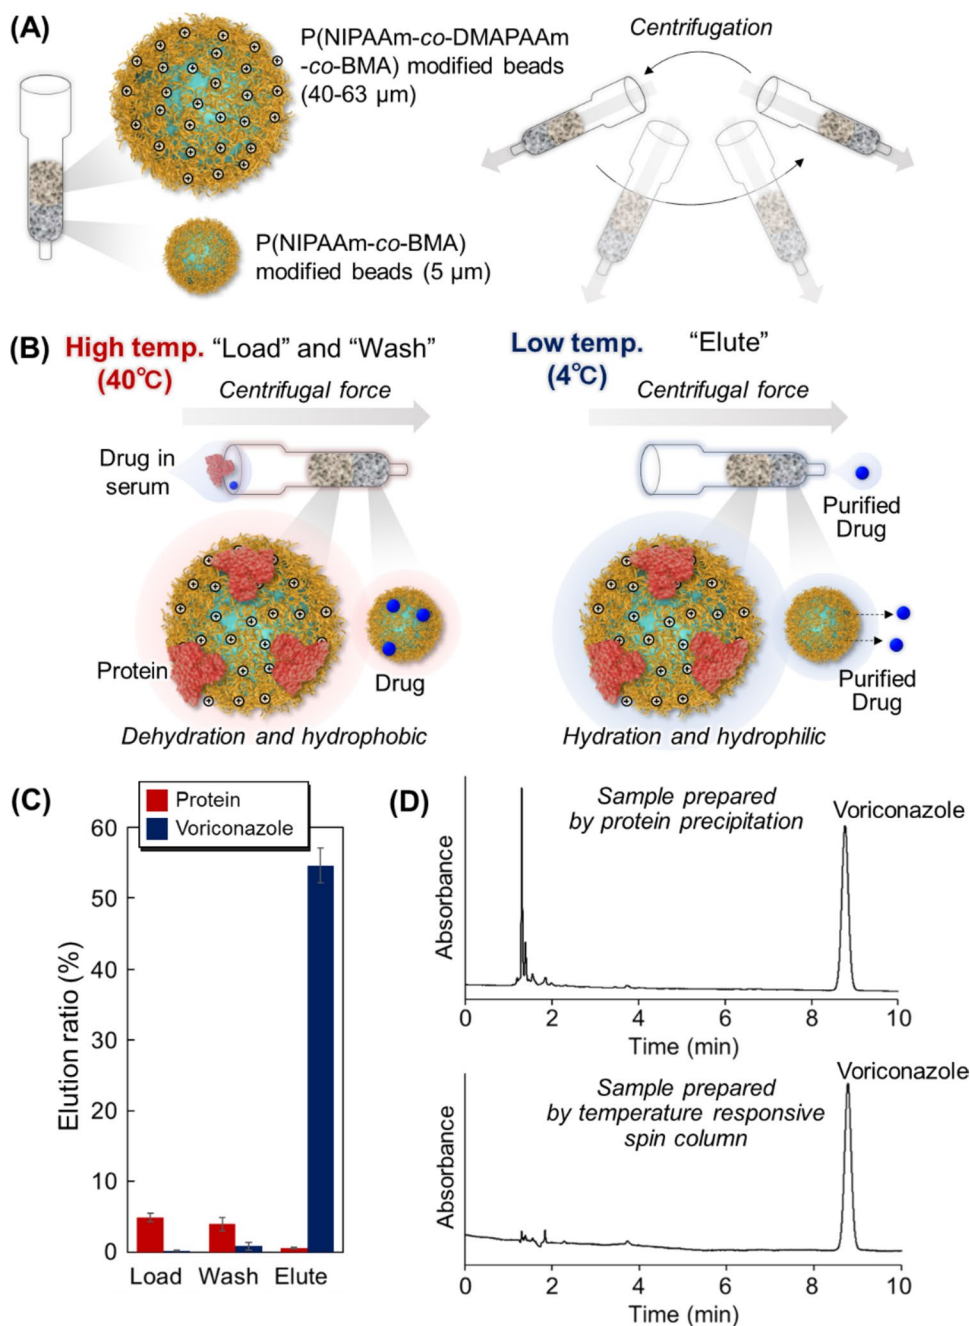 (A)
P(NIPAAm-co-DMAPAAm
-co-BMA) modified beads
(40-63 µm)
P(NIPAAm-co-BMA)
modified beads (5 µm)
Centrifugation
(B)
High temp. "Load" and "Wash"
(40℃)
Centrifugal force
Drug in
serum
Protein
Drug
Dehydration and hydrophobic
Low temp. "Elute"
(4℃)
Centrifugal force
Purified
Drug
Purified
Drug
Hydration and hydrophilic
(C)
Protein
Voriconazole
Elution ratio (%)
60
50
40
30
20
10
0
Load Wash Elute
(D)
Sample prepared
by protein precipitation
Voriconazole
Absorbance
0 2 4 6 8 10
Time (min)
Sample prepared
by temperature responsive
spin column
Voriconazole
Absorbance
0 2 4 6 8 10
Time (min)